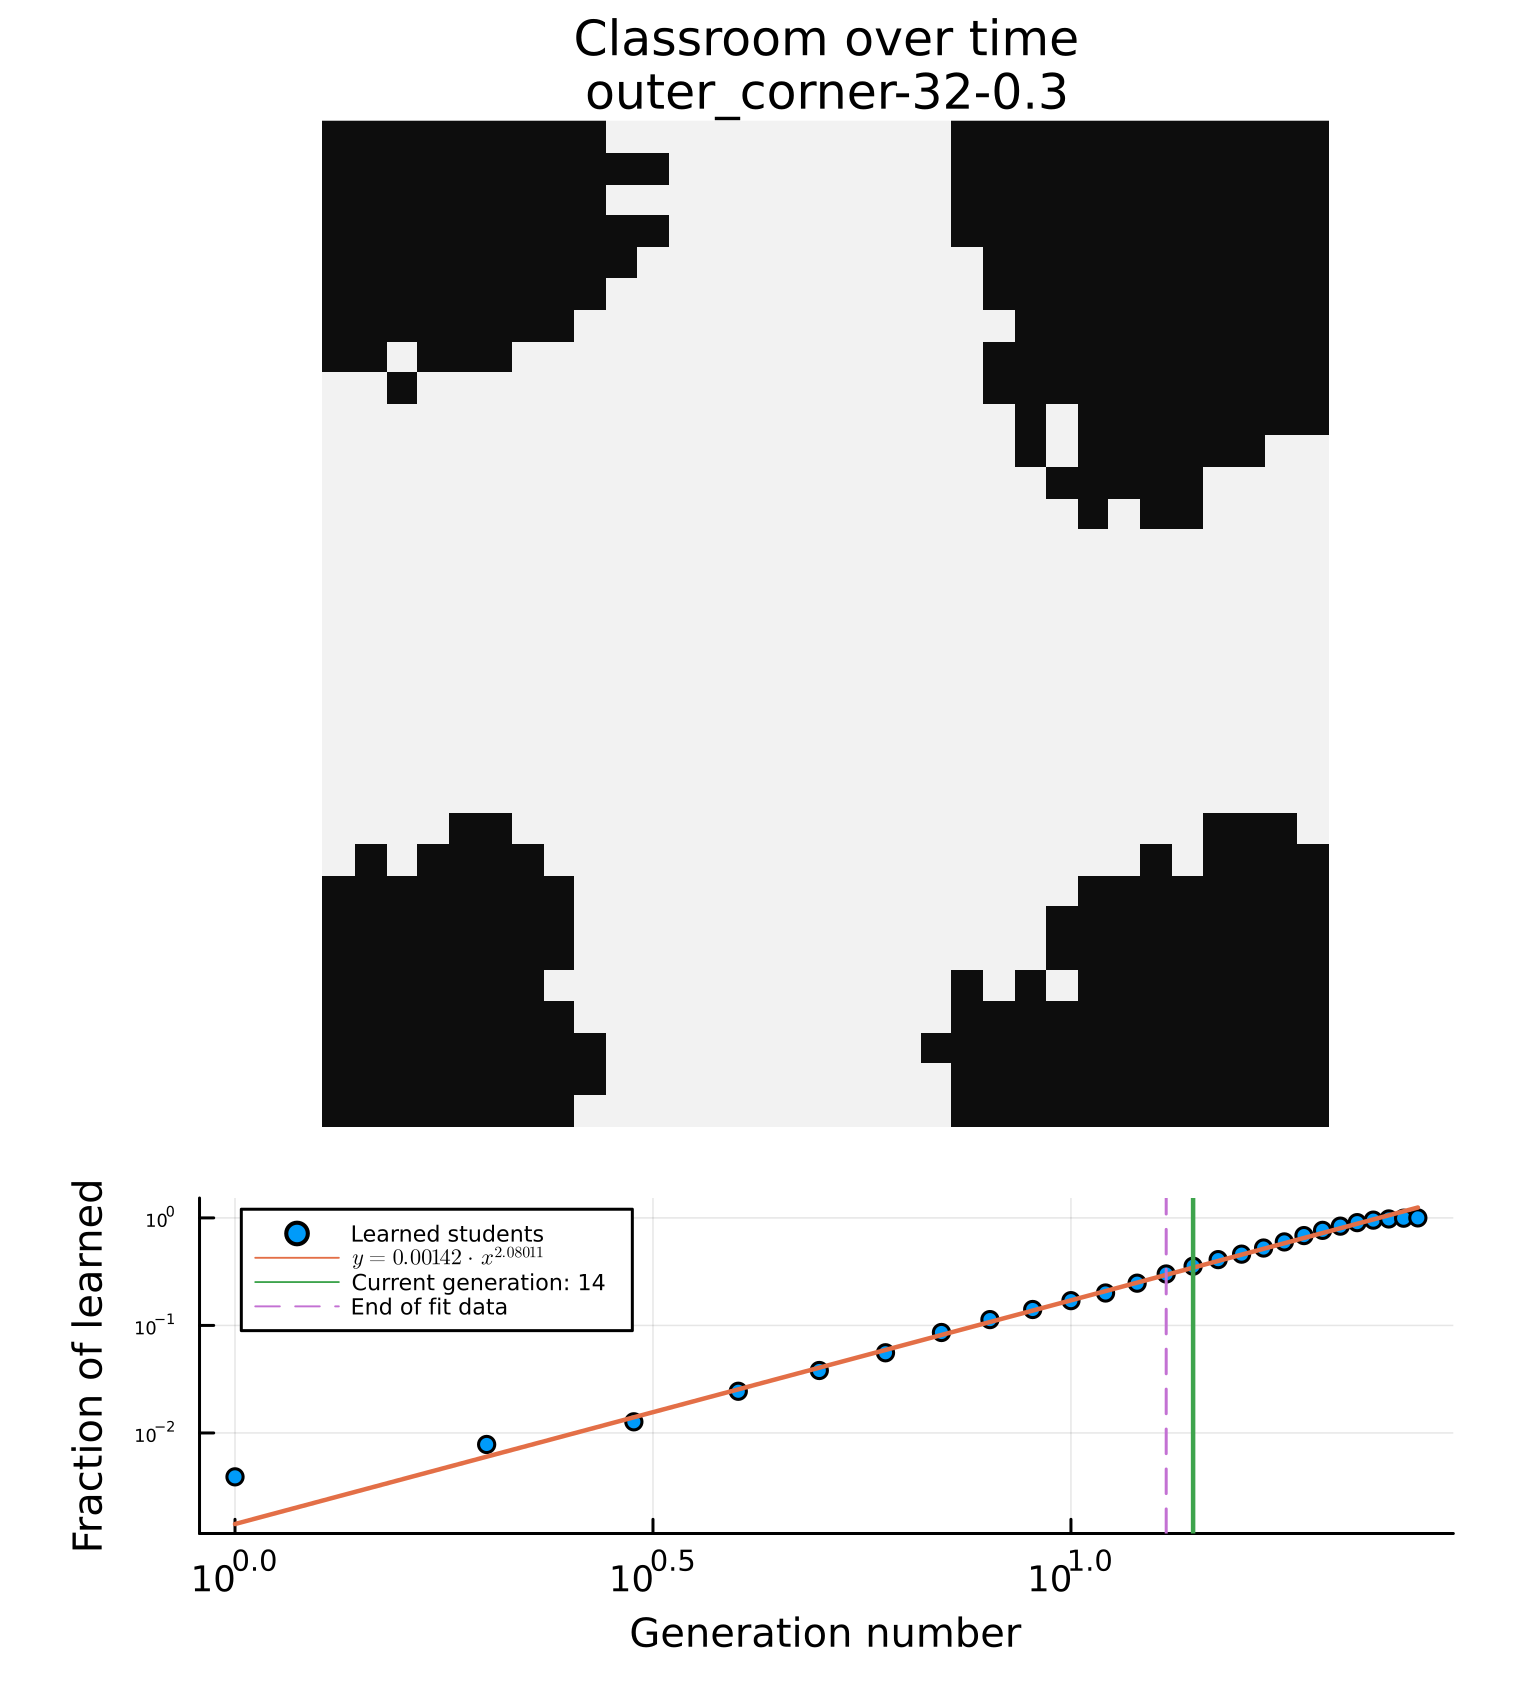 Classroom over time
outer_corner-32-0.3
Fraction of learned
10⁰
10⁻¹
10⁻²
Learned students
y = 0.00142 · x^2.08011
Current generation: 14
End of fit data
10^0.0 10^0.5 10^1.0
Generation number